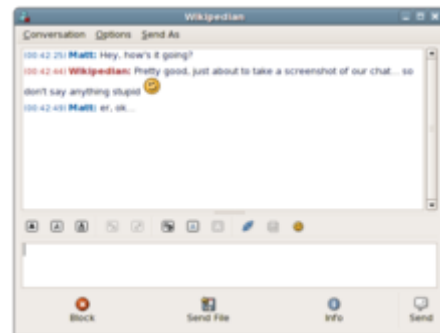 Wikipedian
Conversation Options Send As
(00:42:25) Matt: Hey, how's it going?
(00:42:44) Wikipedian: Pretty good, just about to take a screenshot of our chat... so
don't say anything stupid
(00:42:49) Matt: er, ok...
Block Send File Info Send